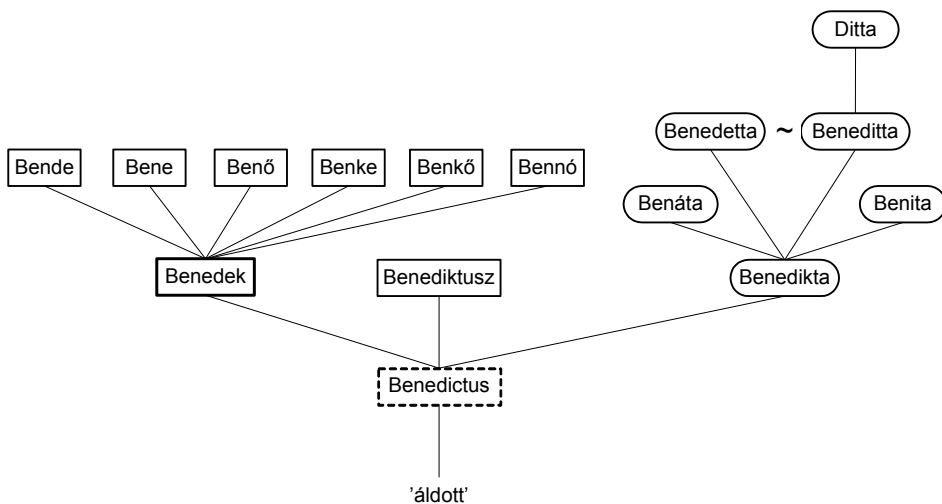 Ditta
Benedetta ~ Beneditta
Bende Bene Benő Benke Benkő Bennó
Benáta Benita
Benedek Benediktusz Benedikta
Benedictus
’áldott’